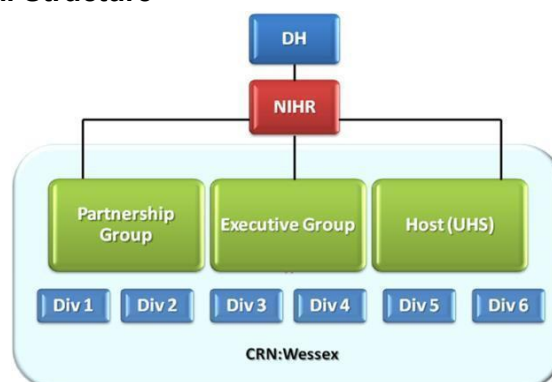 Structure
DH
NIHR
Partnership
Group
Executive Group
Host (UHS)
Div 1
Div 2
Div 3
Div 4
Div 5
Div 6
CRN:Wessex